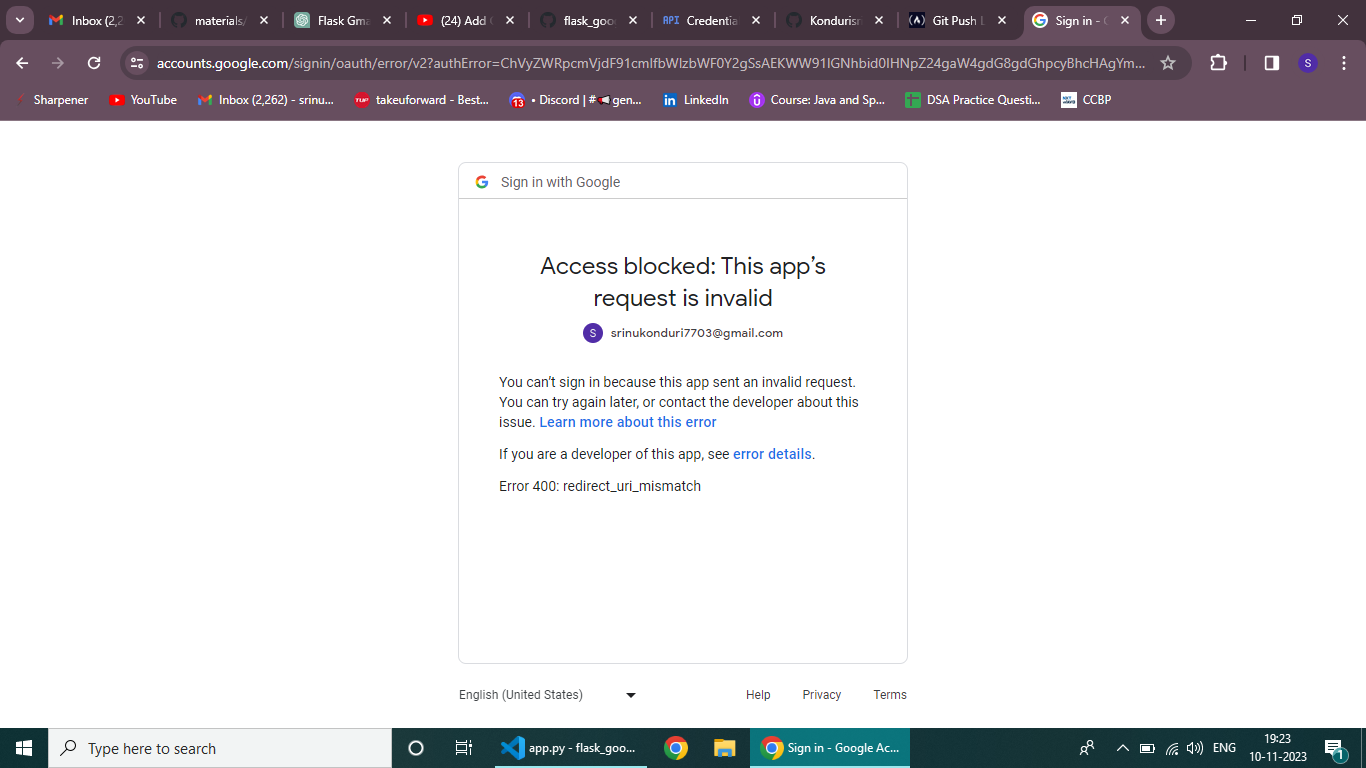 Inbox (2,2
materials/
Flask Gma
(24) Add
flask_goo
API Credentia
Kondurisr
Git Push L
Sign in - G
accounts.google.com/signin/oauth/error/v2?authError=
Sharpener
YouTube
Inbox (2,262) - srinu...
takeuforward - Best...
13 • Discord | # gen...
LinkedIn
Course: Java and Sp...
DSA Practice Questi...
CCBP
S
Sign in with Google
Access blocked: This app’s
request is invalid
S srinukonduri7703@gmail.com
You can’t sign in because this app sent an invalid request.
You can try again later, or contact the developer about this
issue. Learn more about this error
If you are a developer of this app, see error details.
Error 400: redirect_uri_mismatch
English (United States)
Help
Privacy
Terms
Type here to search
app.py - flask_goo...
Sign in - Google Ac...
ENG
19:23
10-11-2023
1